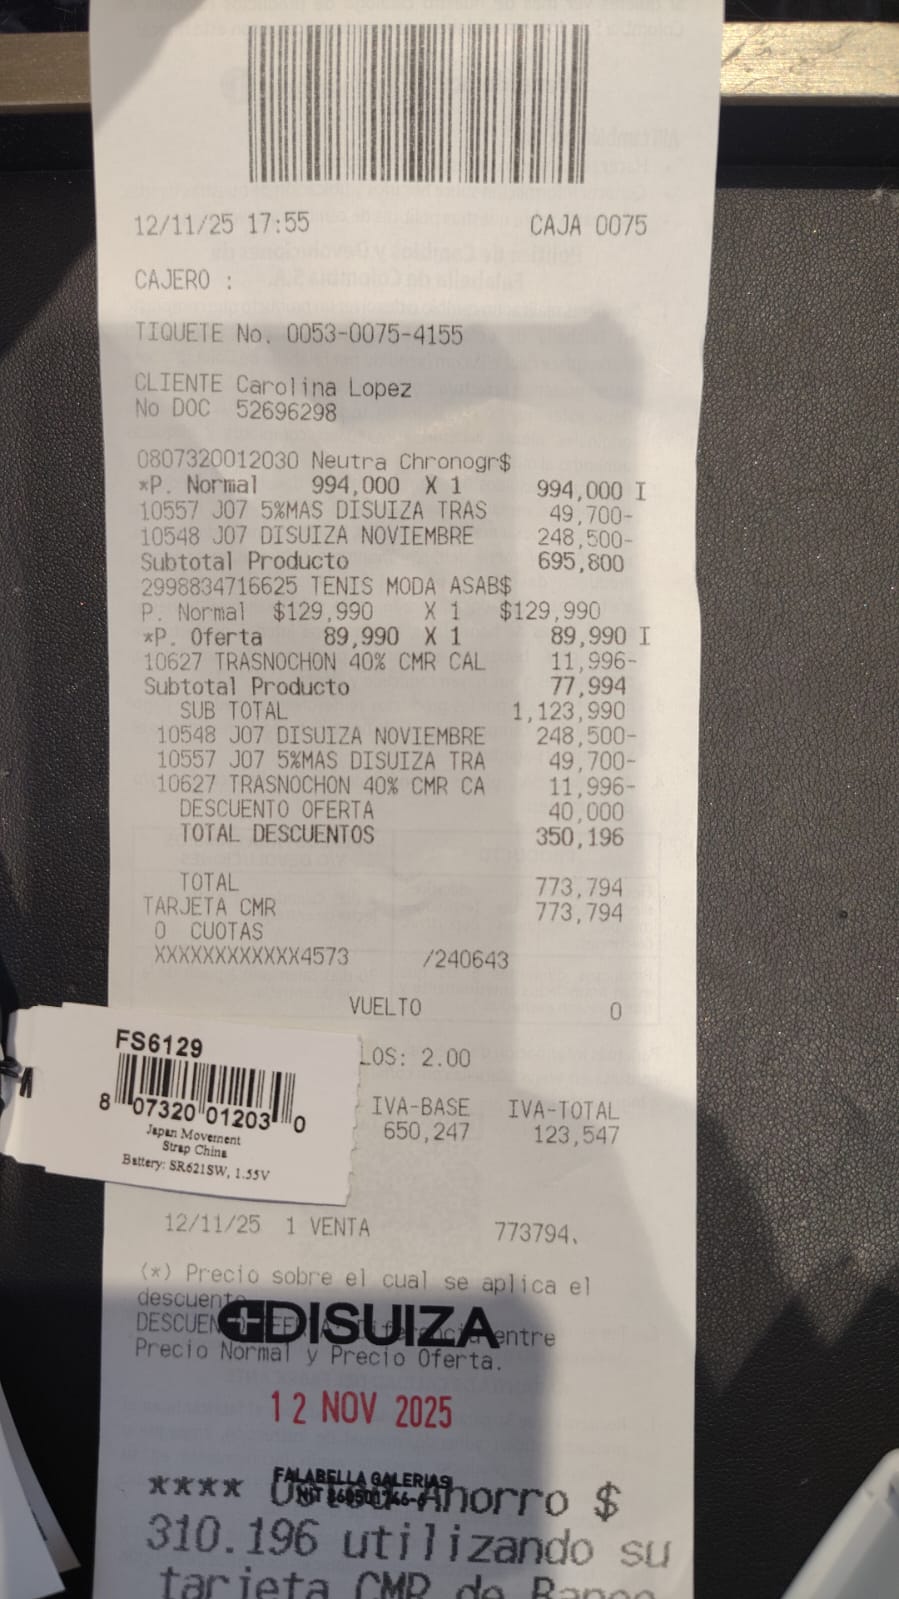 12/11/25 17:55 CAJA 0075
CAJERO :
TIQUETE No. 0053-0075-4155
CLIENTE Carolina Lopez
No DOC 52696298
0807320012030 Neutra Chronogr$
*P. Normal 994,000 X 1 994,000 I
10557 J07 5%MAS DISUIZA TRAS 49,700-
10548 J07 DISUIZA NOVIEMBRE 248,500-
Subtotal Producto 695,800
2998834716625 TENIS MODA ASAB$
P. Normal $129,990 X 1 $129,990
*P. Oferta 89,990 X 1 89,990 I
10627 TRASNOCHON 40% CMR CAL 11,996-
Subtotal Producto 77,994
SUB TOTAL 1,123,990
10548 J07 DISUIZA NOVIEMBRE 248,500-
10557 J07 5%MAS DISUIZA TRA 49,700-
10627 TRASNOCHON 40% CMR CA 11,996-
DESCUENTO OFERTA 40,000
TOTAL DESCUENTOS 350,196
TOTAL 773,794
TARJETA CMR 773,794
0 CUOTAS
XXXXXXXXXXXX4573 /240643
VUELTO 0
LOS: 2.00
FS6129
8 07320 01203 0
Japan Movement
Strap China
Battery: SR621SW, 1.55V
IVA-BASE IVA-TOTAL
650,247 123,547
12/11/25 1 VENTA 773794.
(*) Precio sobre el cual se aplica el
descuento
DISUIZA
entre
Precio Normal y Precio Oferta.
12 NOV 2025
FALABELLA GALERIAS
**** Ahorro $
310.196 utilizando su
tarjeta CMR de Banco